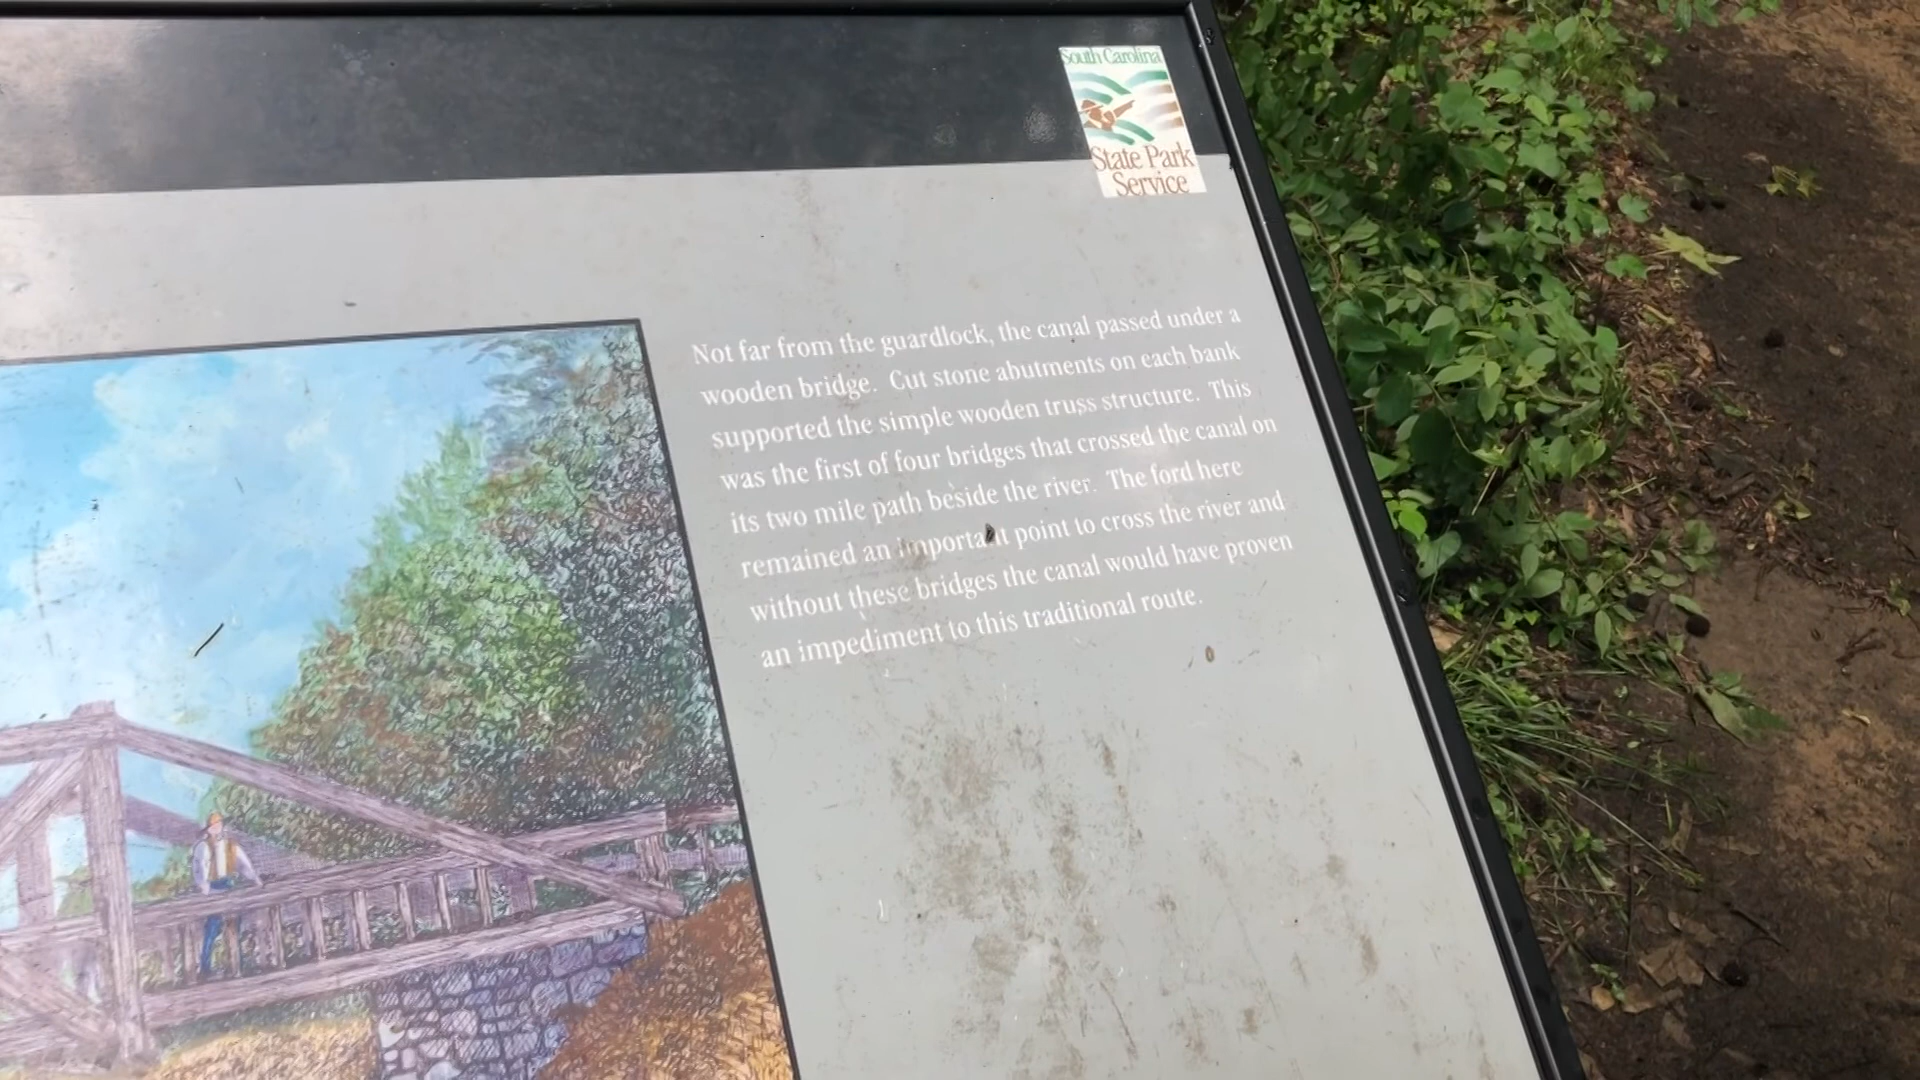 South Carolina
State Park
Service
Not far from the guardlock, the canal passed under a
wooden bridge. Cut stone abutments on each bank
supported the simple wooden truss structure. This
was the first of four bridges that crossed the canal on
its two mile path beside the river. The ford here
remained an important point to cross the river and
without these bridges the canal would have proven
an impediment to this traditional route.